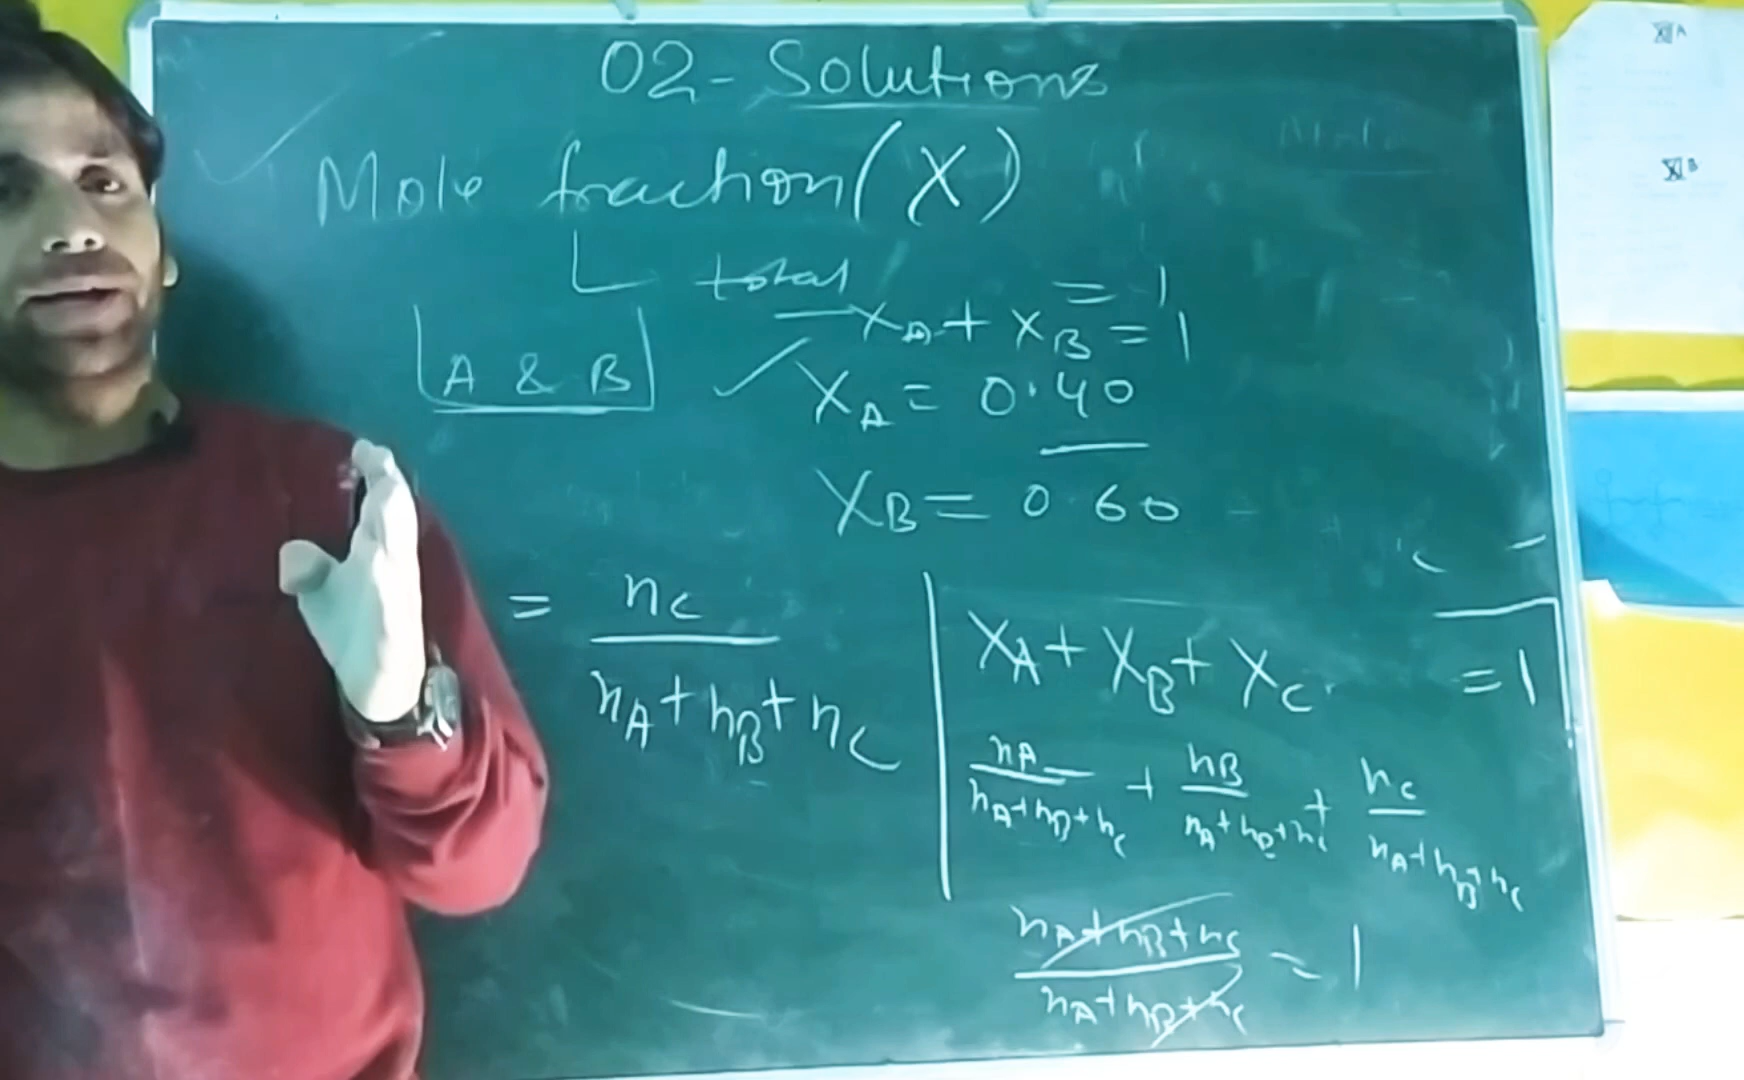 02-Solutions
Mole fraction (X)
total = 1
X_A + X_B = 1
A & B
X_A = 0.40
X_B = 0.60
= n_C / (n_A + n_B + n_C)
X_A + X_B + X_C = 1
n_A / (n_A + n_B + n_C) + n_B / (n_A + n_B + n_C) + n_C / (n_A + n_B + n_C)
(n_A + n_B + n_C) / (n_A + n_B + n_C) = 1
XII A
XI B